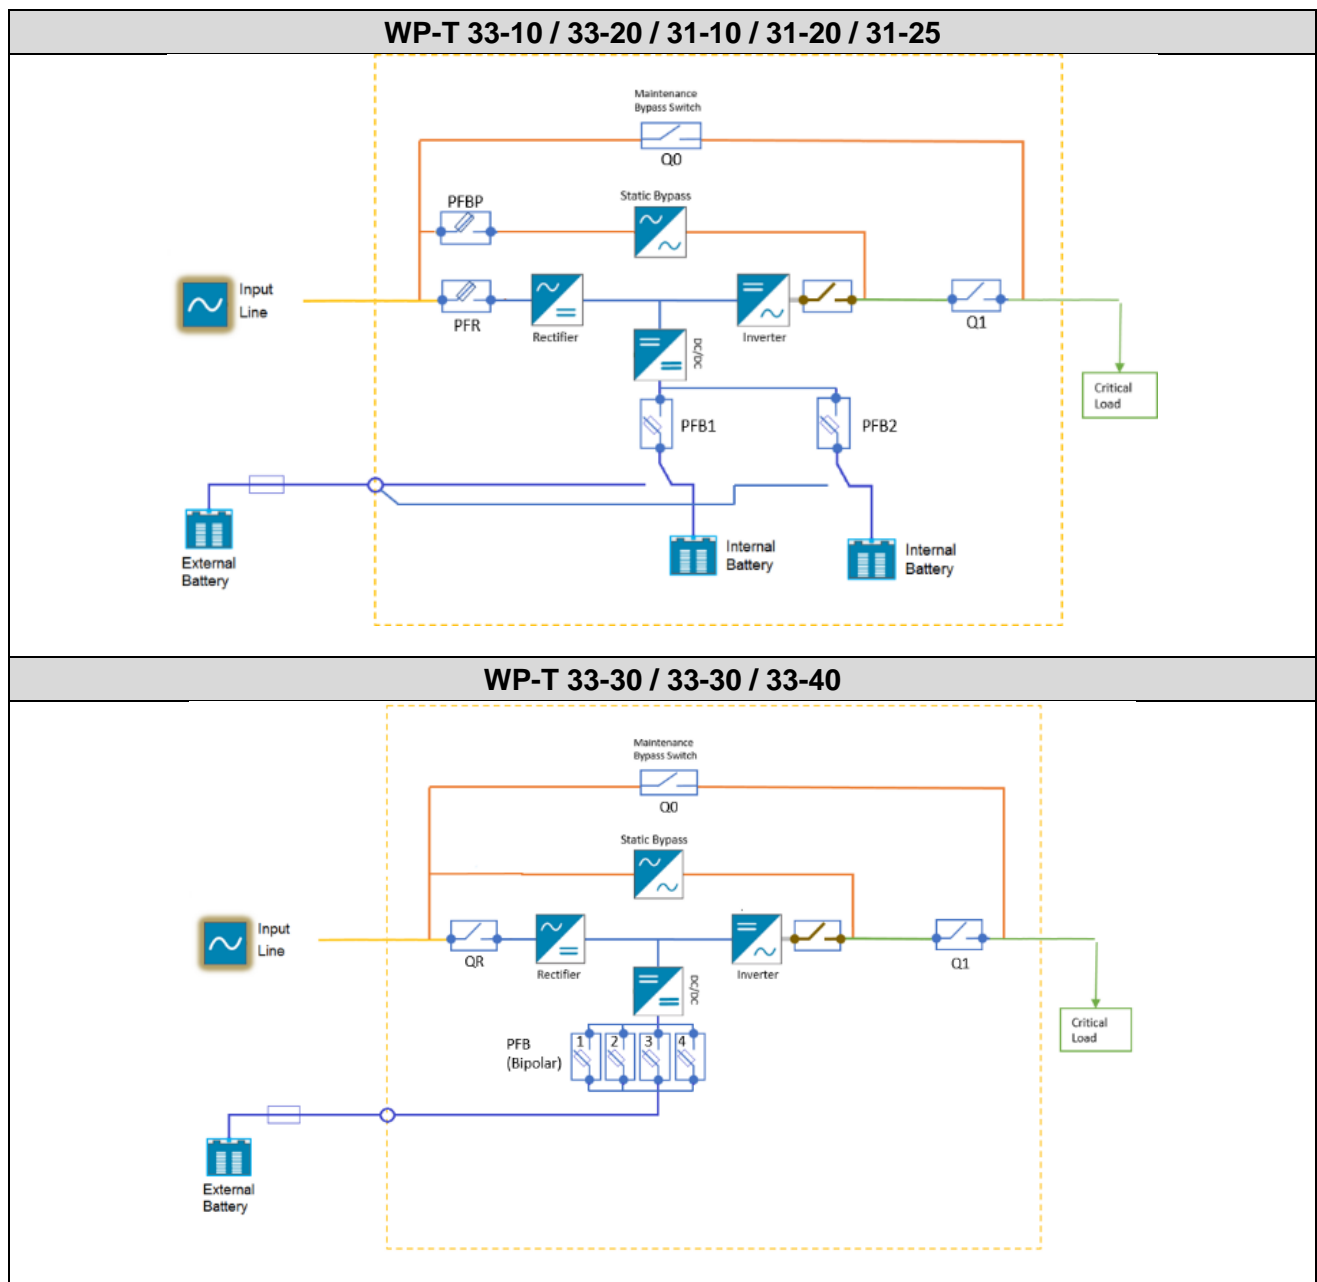 WP-T 33-10 / 33-20 / 31-10 / 31-20 / 31-25
Maintenance
Bypass Switch
Q0
Static Bypass
PFBP
Input
Line
PFR
Rectifier
DC/DC
Inverter
Q1
Critical
Load
PFB1
PFB2
External
Battery
Internal
Battery
Internal
Battery
WP-T 33-30 / 33-30 / 33-40
Maintenance
Bypass Switch
Q0
Static Bypass
Input
Line
QR
Rectifier
DC/DC
Inverter
Q1
Critical
Load
PFB
(Bipolar)
1 2 3 4
External
Battery